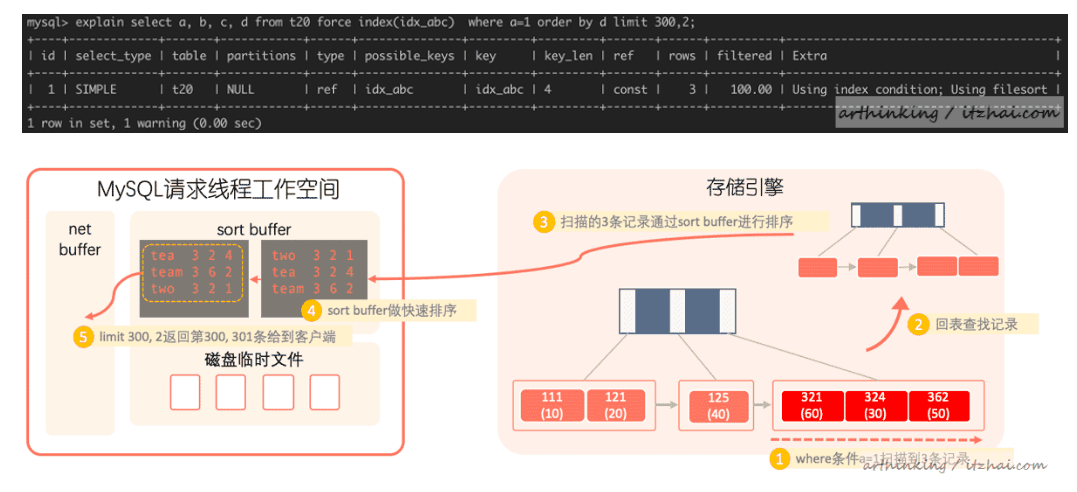 mysql> explain select a, b, c, d from t20 force index(idx_abc)  where a=1 order by d limit 300,2;
| id | select_type | table | partitions | type | possible_keys | key | key_len | ref | rows | filtered | Extra |
| 1 | SIMPLE | t20 | NULL | ref | idx_abc | idx_abc | 4 | const | 3 | 100.00 | Using index condition; Using filesort |
1 row in set, 1 warning (0.00 sec)
arthinking / itzhai.com
MySQL请求线程工作空间
net
buffer
sort buffer
tea 3 2 4
team 3 6 2
two 3 2 1
two 3 2 1
tea 3 2 4
team 3 6 2
4 sort buffer做快速排序
5 limit 300, 2返回第300, 301条给到客户端
磁盘临时文件
存储引擎
3 扫描的3条记录通过sort buffer进行排序
2 回表查找记录
111
(10)
121
(20)
125
(40)
321
(60)
324
(30)
362
(50)
1 where条件a=1扫描到3条记录
arthinking / itzhai.com